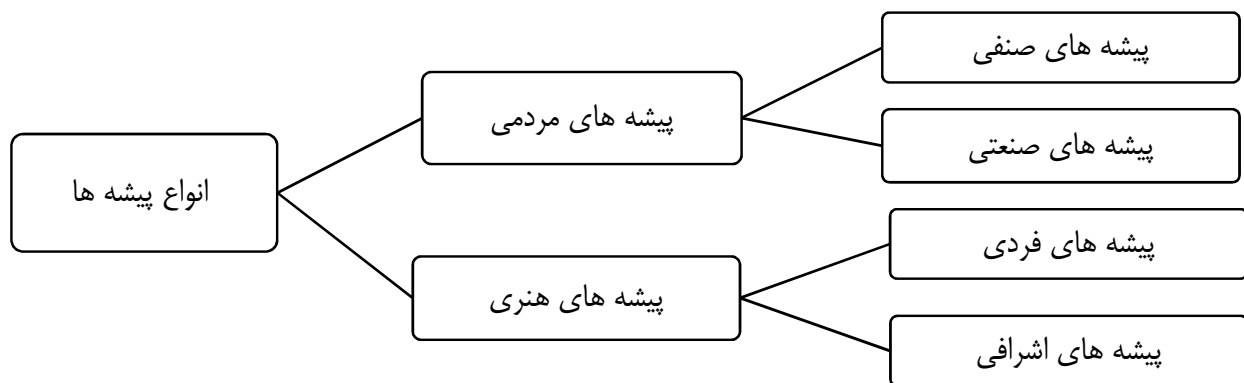 انواع پیشه ها
پیشه های مردمی
پیشه های صنفی
پیشه های صنعتی
پیشه های هنری
پیشه های فردی
پیشه های اشرافی